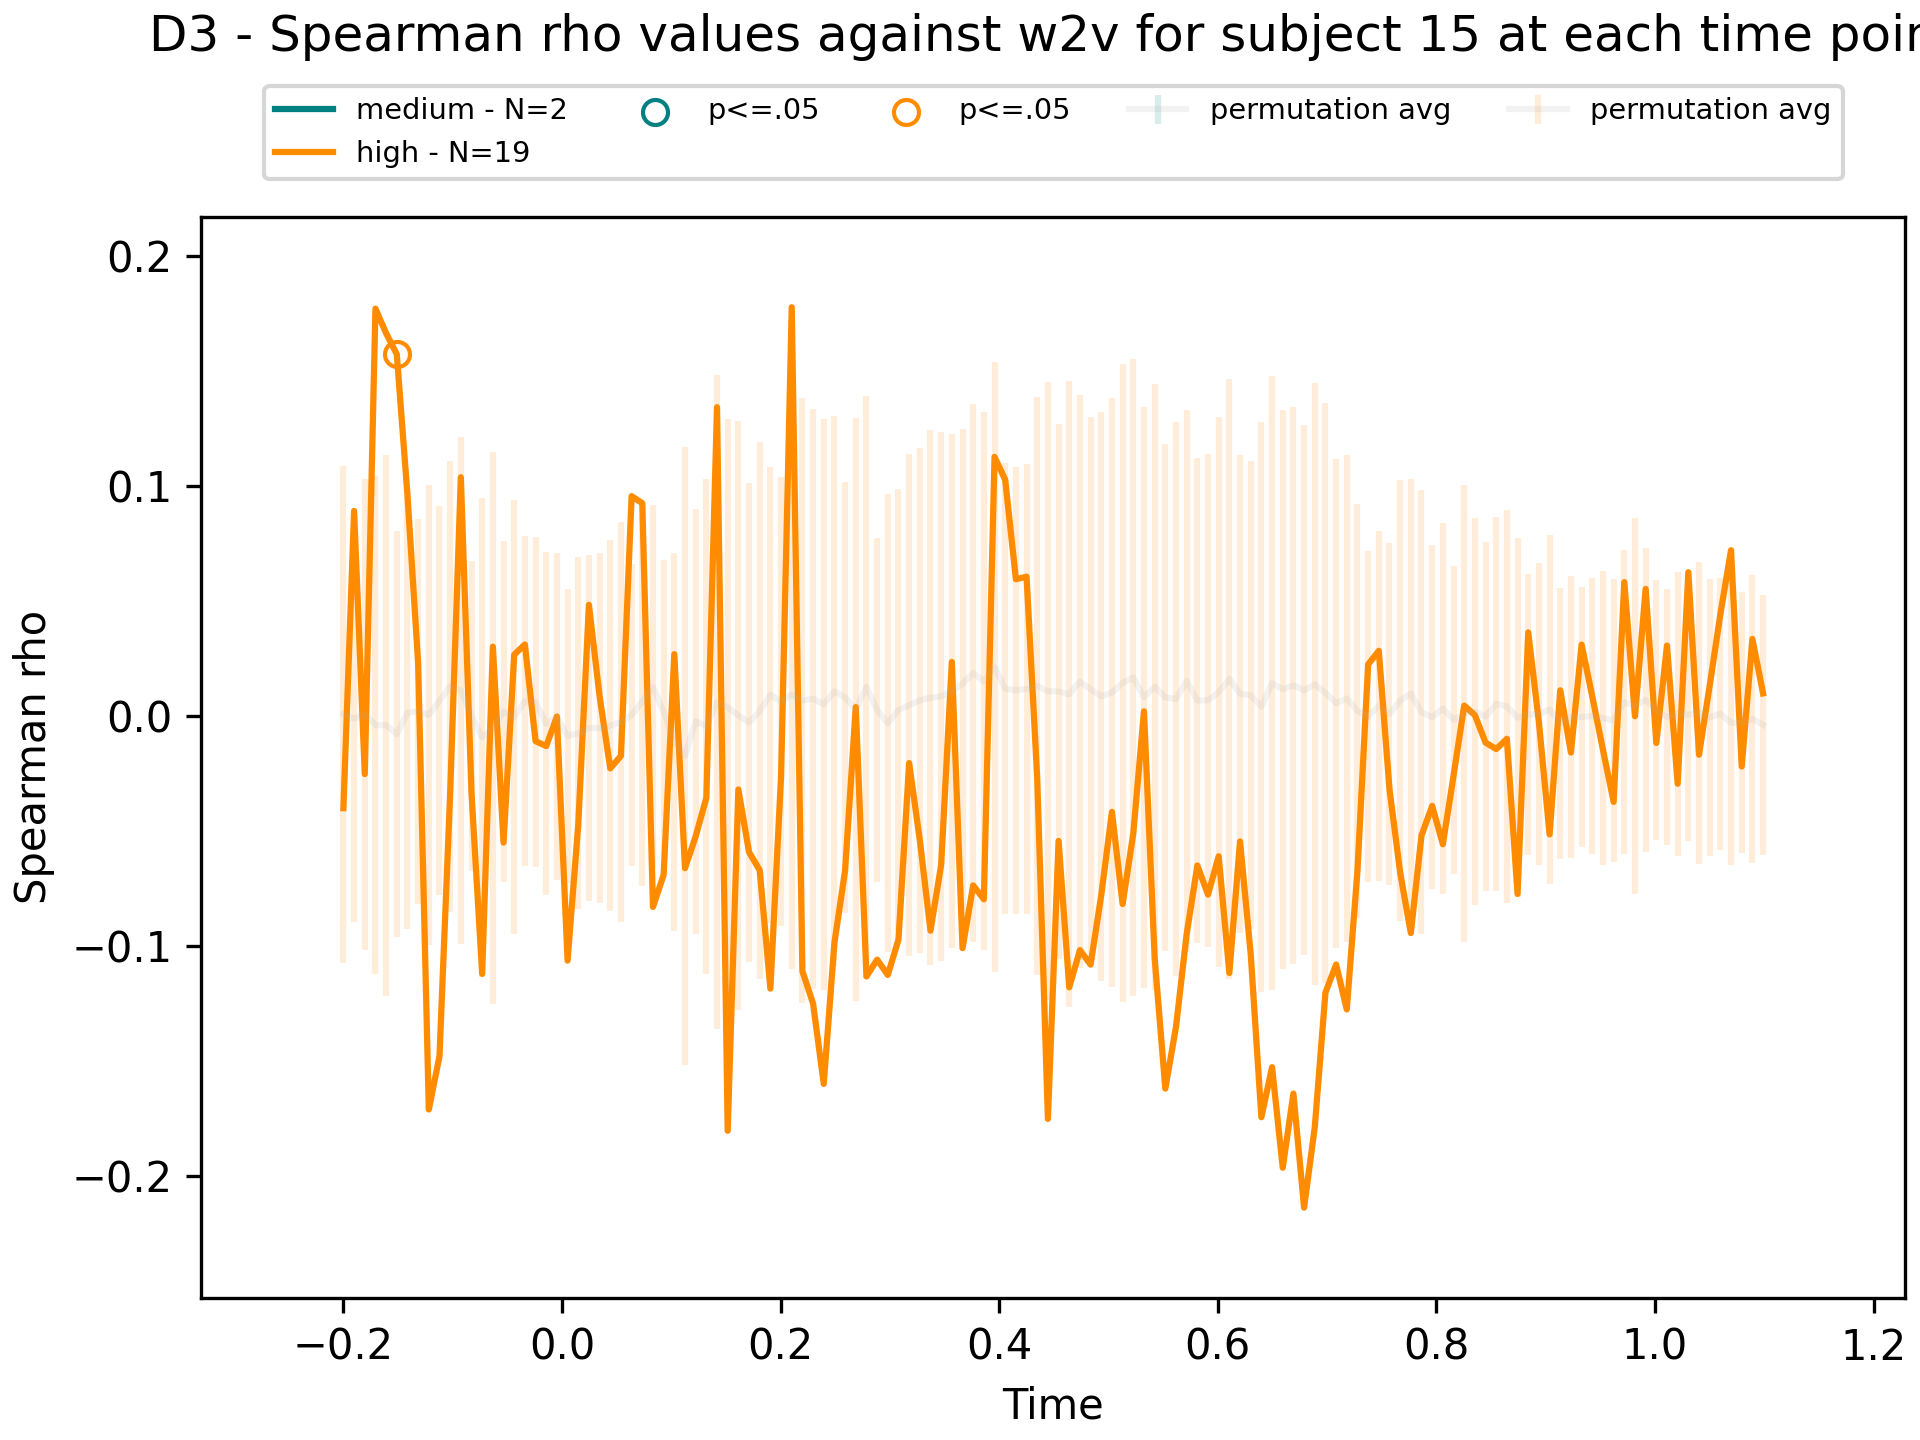 D3 - Spearman rho values against w2v for subject 15 at each time
medium - N=2 p<=.05 p<=.05 permutation avg permutation avg
high - N=19
0.2
0.1
0.0
−0.1
−0.2
Spearman rho
−0.2 0.0 0.2 0.4 0.6 0.8 1.0 1.2
Time